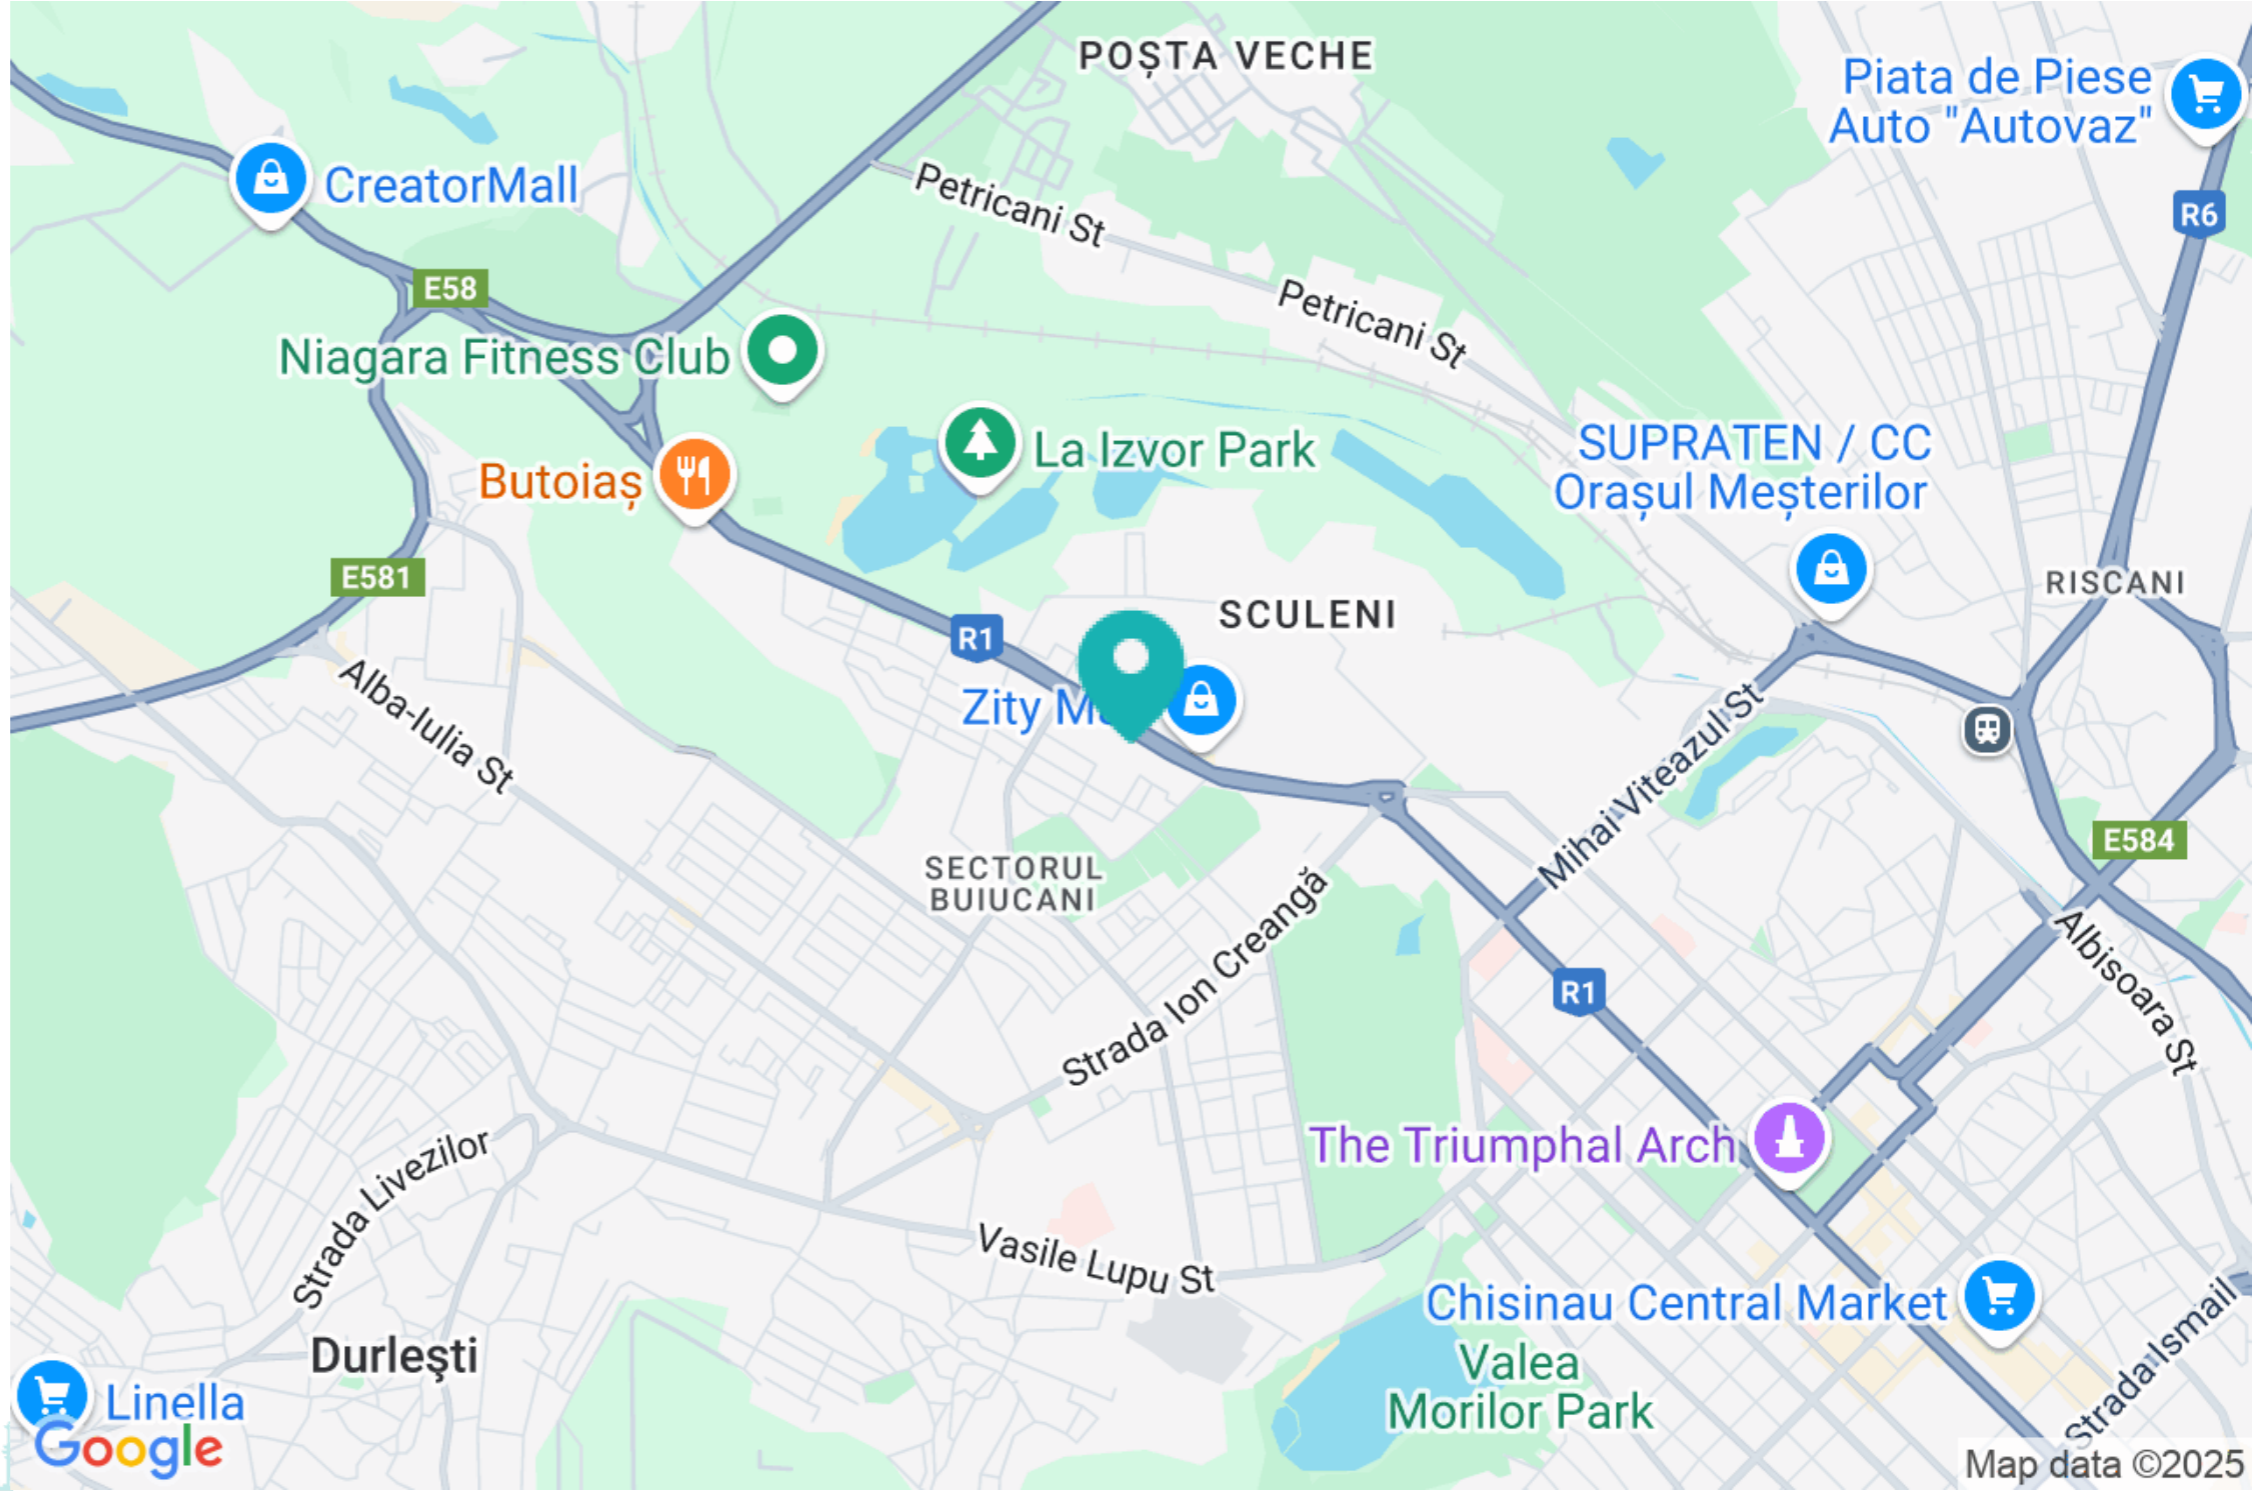 POȘTA VECHE
Piata de Piese
Auto "Autovaz"
CreatorMall
Petricani St
R6
E58
Petricani St
Niagara Fitness Club
La Izvor Park
SUPRATEN / CC
Orașul Meșterilor
Butoiaș
E581
RISCANI
SCULENI
R1
Alba-Iulia St
Zity
Mihai Viteazul St
E584
SECTORUL
BUIUCANI
Strada Ion Creangă
Albisoara St
R1
The Triumphal Arch
Strada Livezilor
Vasile Lupu St
Chisinau Central Market
Strada Ismail
Durleşti
Valea
Morilor Park
Linella
Google
Map data ©2025